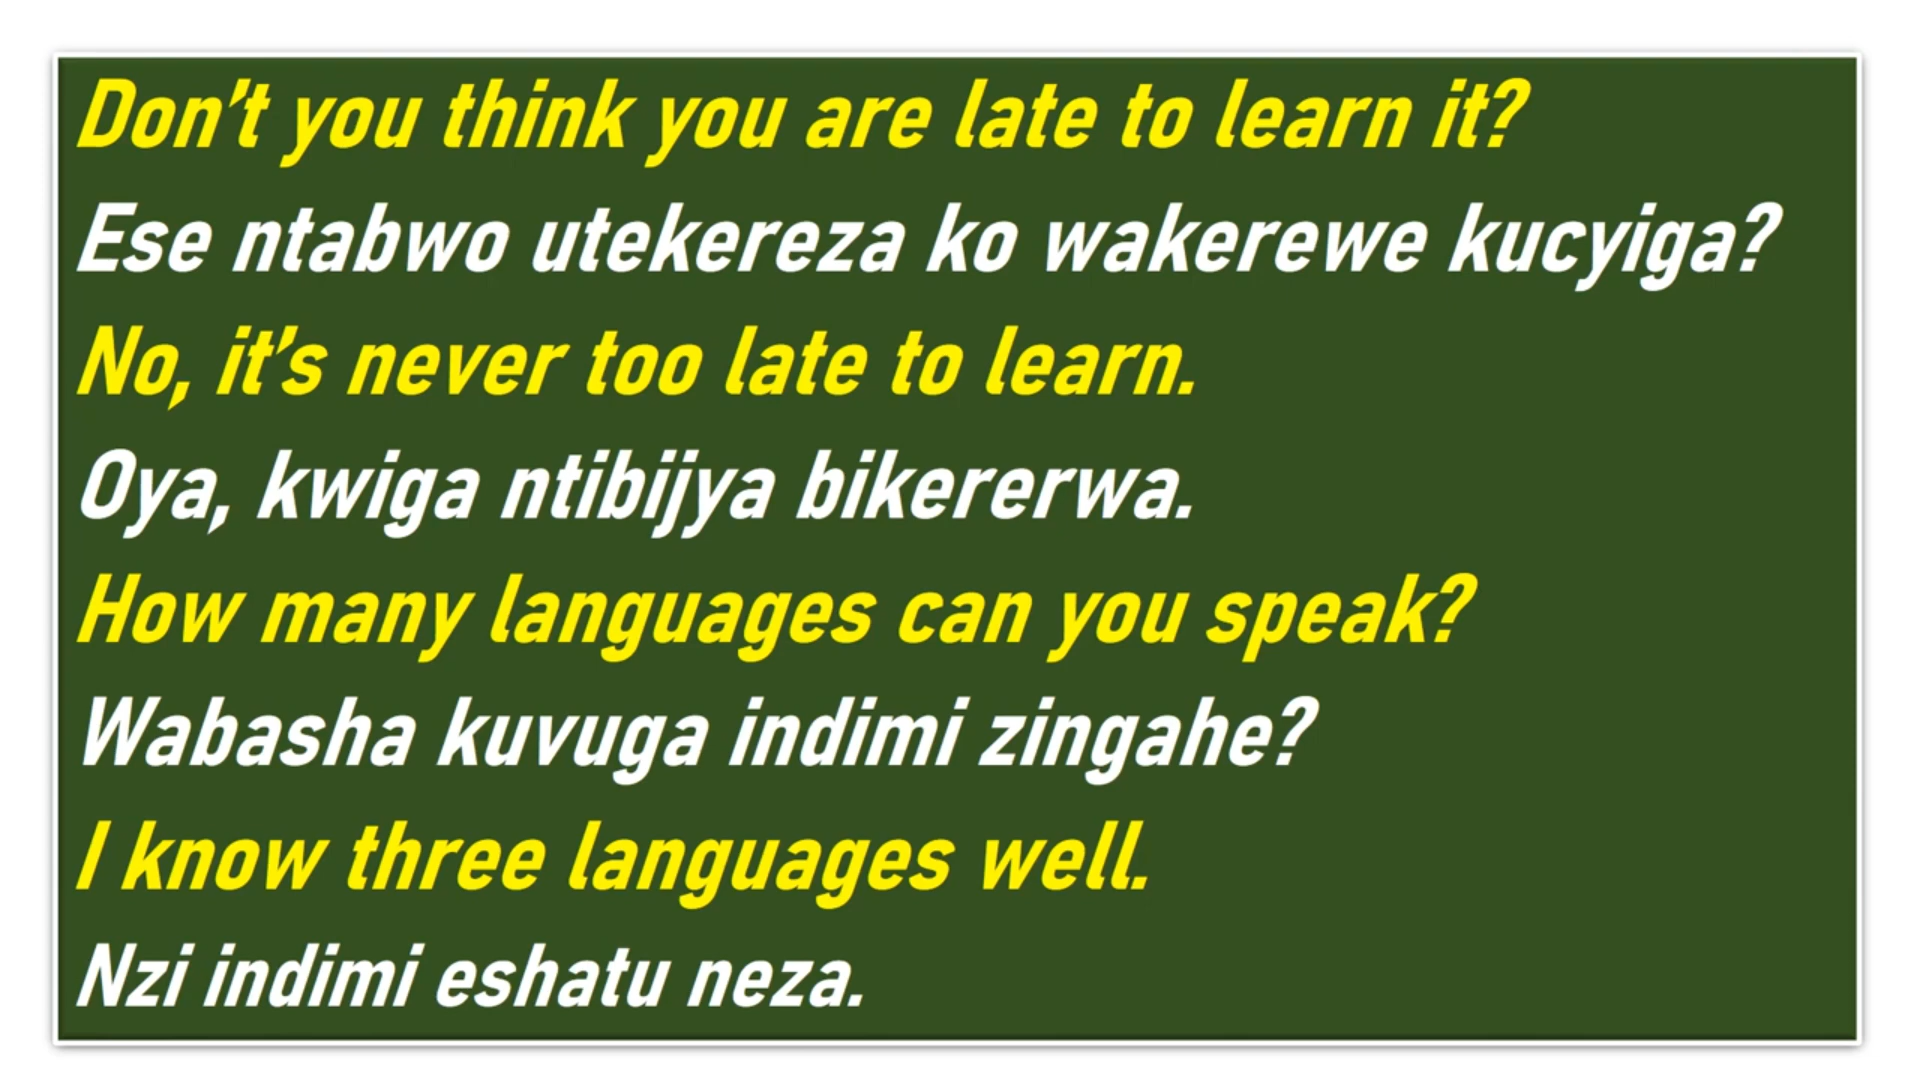 Don't you think you are late to learn it?
Ese ntabwo utekereza ko wakerewe kucyiga?
No, it's never too late to learn.
Oya, kwiga ntibijya bikererwa.
How many languages can you speak?
Wabasha kuvuga indimi zingahe?
I know three languages well.
Nzi indimi eshatu neza.